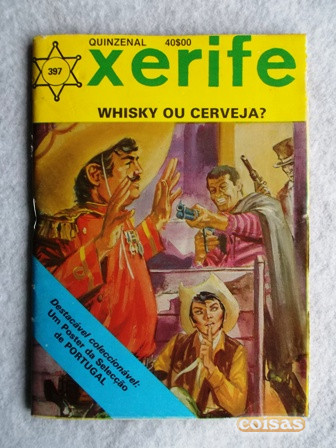 QUINZENAL 40$00
xerife
397
WHISKY OU CERVEJA?
Destacável coleccionável:
Um Poster da Selecção
de PORTUGAL
coisas